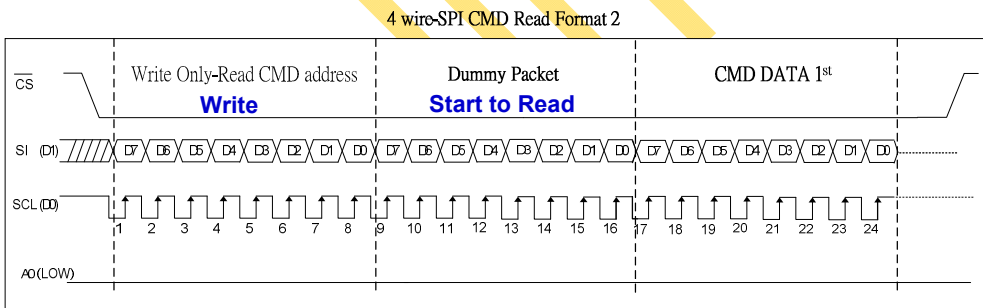 4 wire-SPI CMD Read Format 2
CS Write Only-Read CMD address Dummy Packet CMD DATA 1st
Write Start to Read
SI (D1) D7 D6 D5 D4 D3 D2 D1 D0 D7 D6 D5 D4 D3 D2 D1 D0 D7 D6 D5 D4 D3 D2 D1 D0
SCL (D0)
1 2 3 4 5 6 7 8 9 10 11 12 13 14 15 16 17 18 19 20 21 22 23 24
A0(LOW)